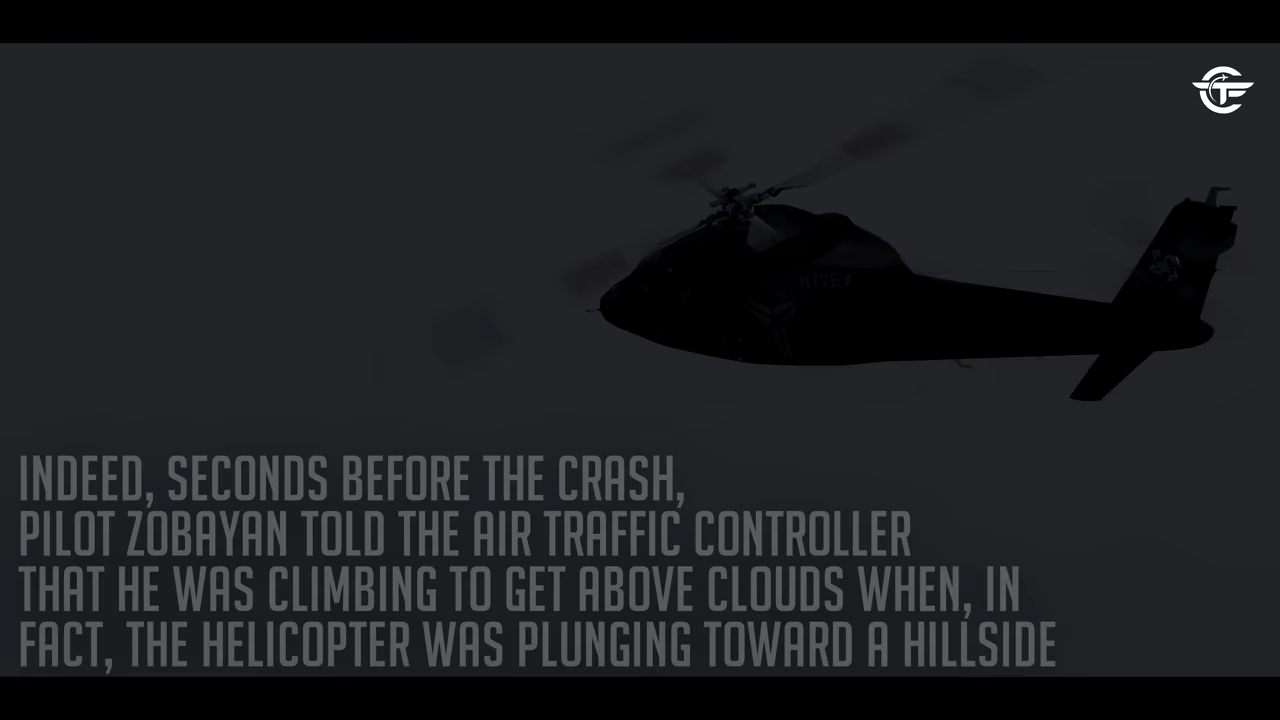 N72EX
INDEED, SECONDS BEFORE THE CRASH,
PILOT ZOBAYAN TOLD THE AIR TRAFFIC CONTROLLER
THAT HE WAS CLIMBING TO GET ABOVE CLOUDS WHEN, IN
FACT, THE HELICOPTER WAS PLUNGING TOWARD A HILLSIDE